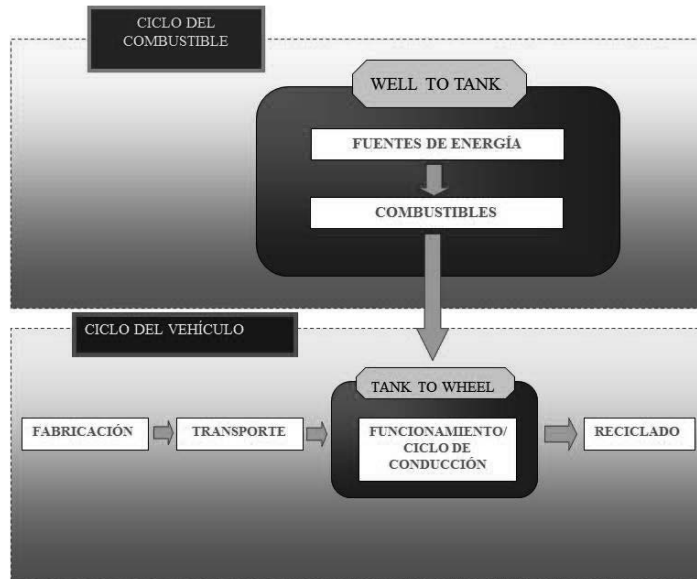 CICLO DEL
COMBUSTIBLE
WELL TO TANK
FUENTES DE ENERGÍA
COMBUSTIBLES
CICLO DEL VEHÍCULO
TANK TO WHEEL
FABRICACIÓN
TRANSPORTE
FUNCIONAMIENTO/
CICLO DE
CONDUCCIÓN
RECICLADO